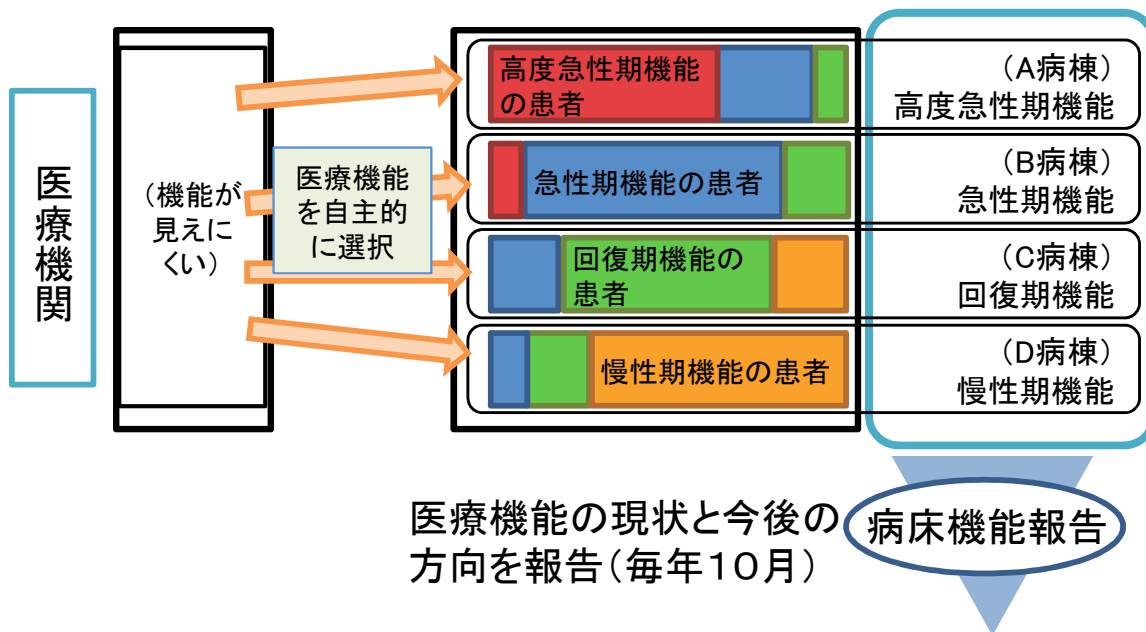 医療機関
(機能が
見えに
くい)
医療機能
を自主的
に選択
高度急性期機能
の患者
(A病棟)
高度急性期機能
急性期機能の患者
(B病棟)
急性期機能
回復期機能の
患者
(C病棟)
回復期機能
慢性期機能の患者
(D病棟)
慢性期機能
医療機能の現状と今後の
方向を報告(毎年10月)
病床機能報告